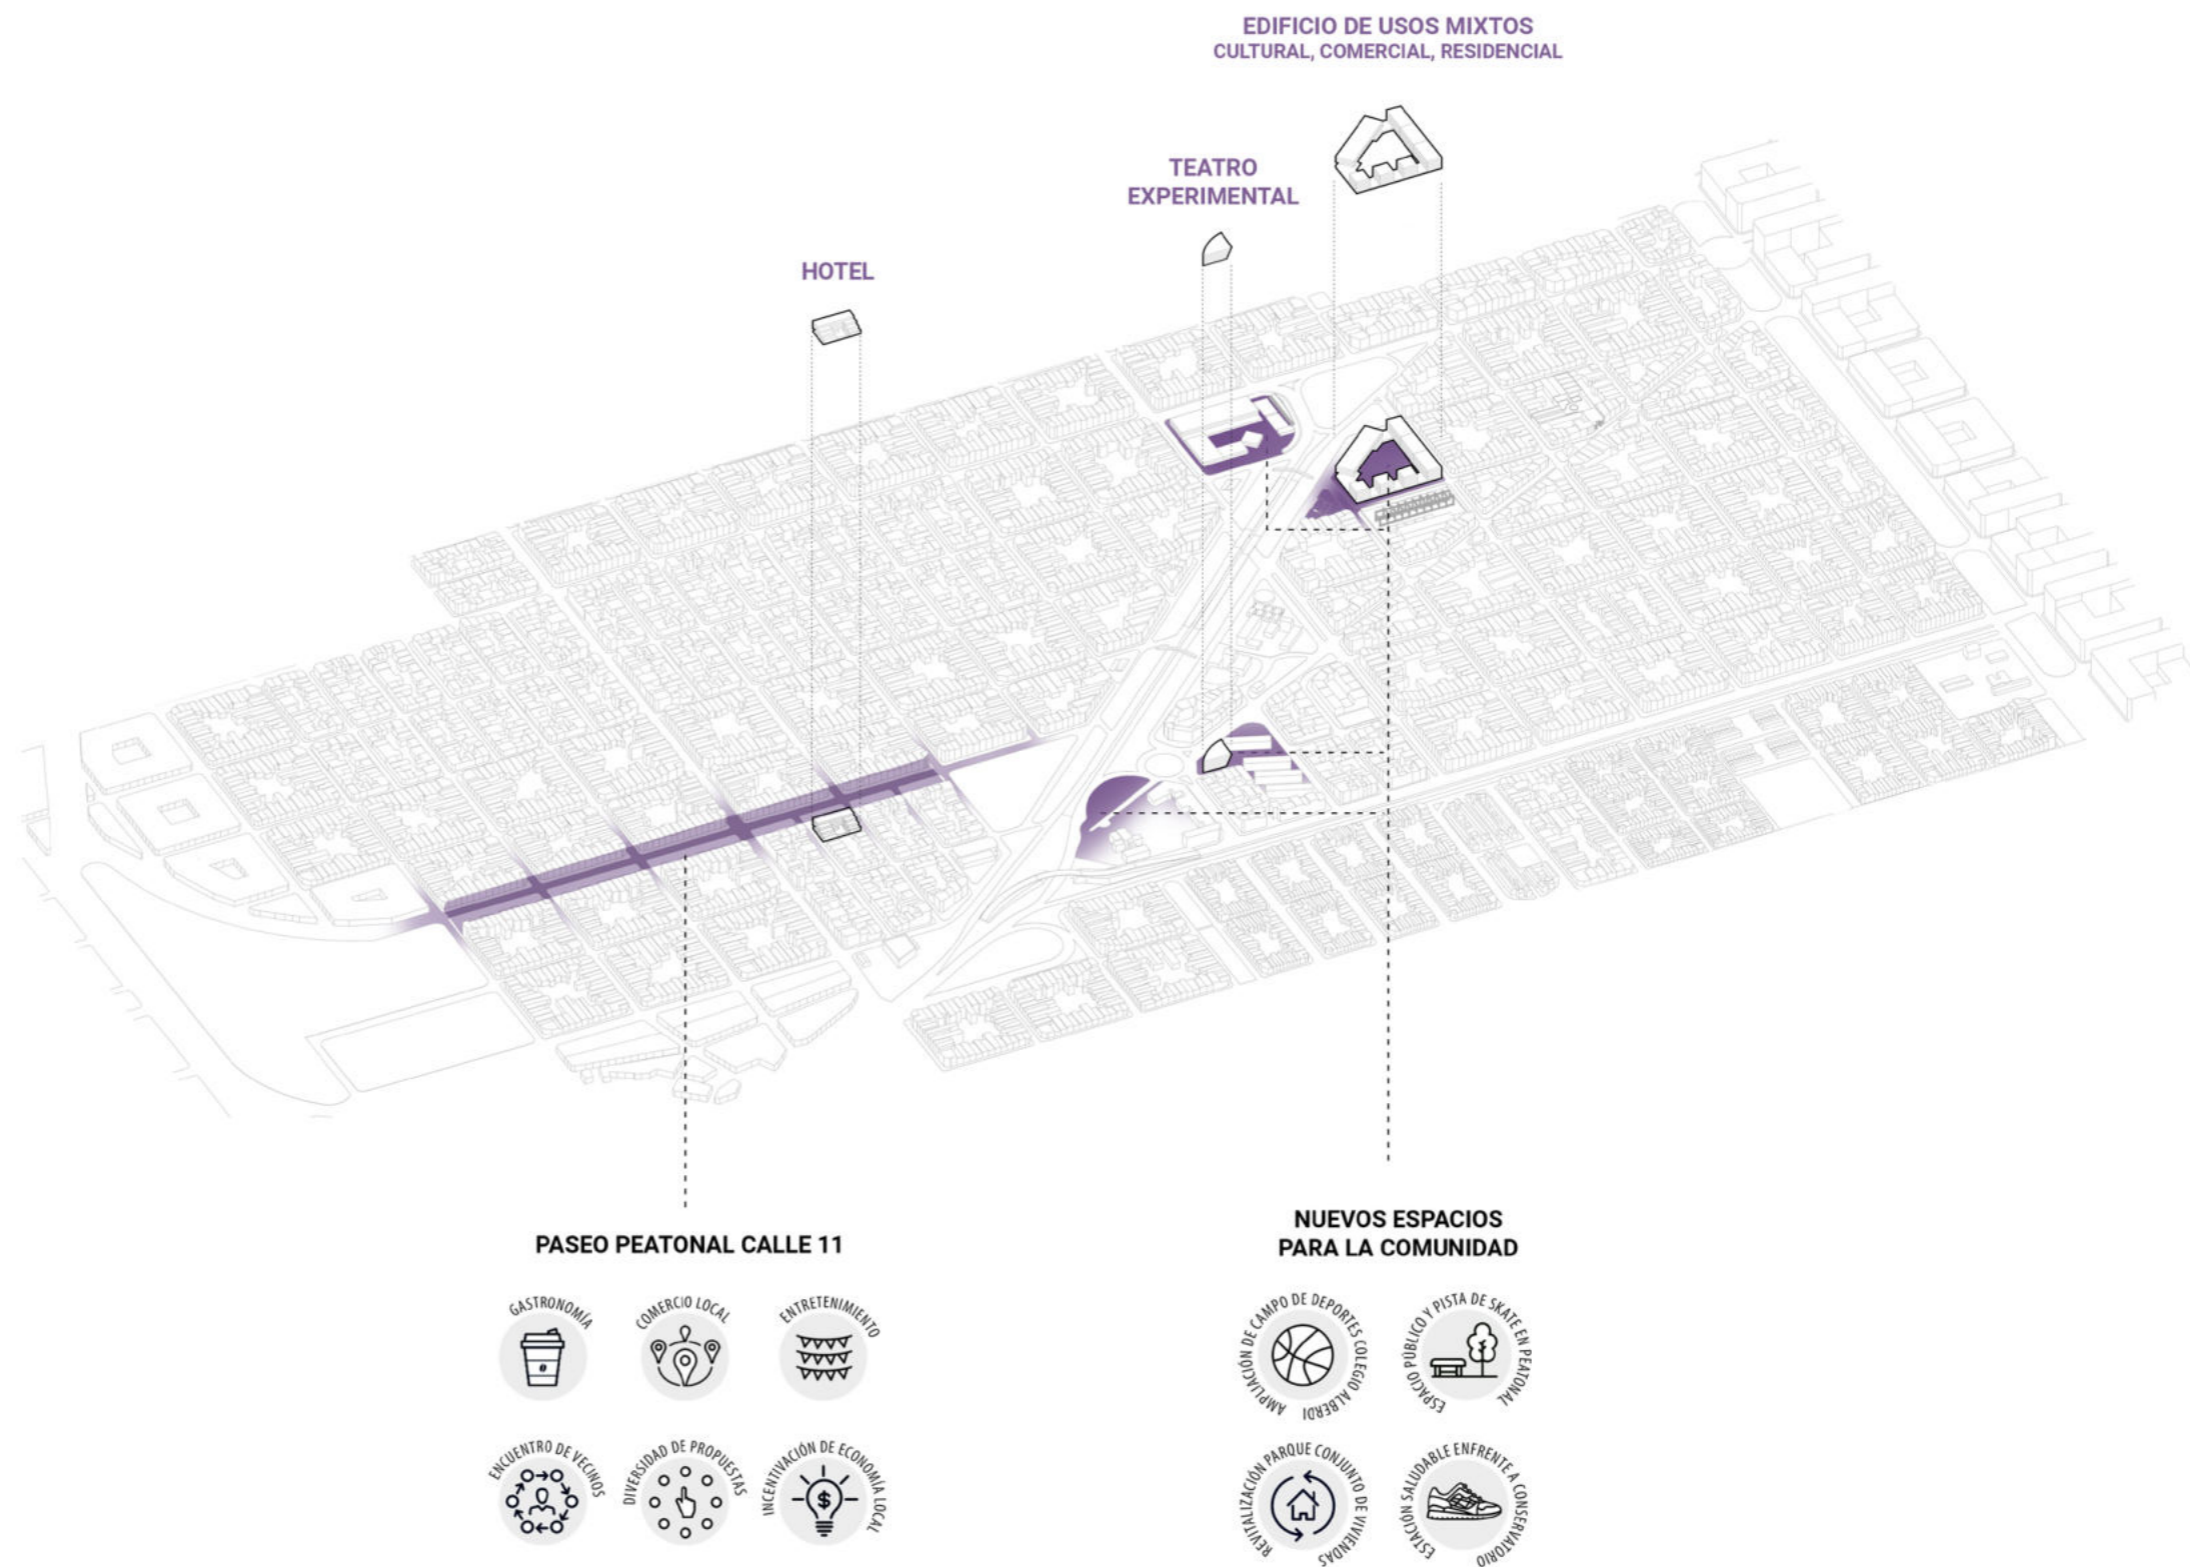 EDIFICIO DE USOS MIXTOS
CULTURAL, COMERCIAL, RESIDENCIAL
TEATRO
EXPERIMENTAL
HOTEL
PASEO PEATONAL CALLE 11
GASTRONOMÍA
COMERCIO LOCAL
ENTRETENIMIENTO
ENCUENTRO DE VECINOS
DIVERSIDAD DE PROPUESTAS
INCENTIVACIÓN DE ECONOMÍA LOCAL
$
NUEVOS ESPACIOS
PARA LA COMUNIDAD
AMPLIACIÓN DE CAMPO DE DEPORTES COLEGIO ALBERDI
ESPACIO PÚBLICO Y PISTA DE SKATE EN PEATONAL
REVITALIZACIÓN PARQUE CONJUNTO DE VIVIENDAS
ESTACIÓN SALUDABLE ENFRENTE A CONSERVATORIO